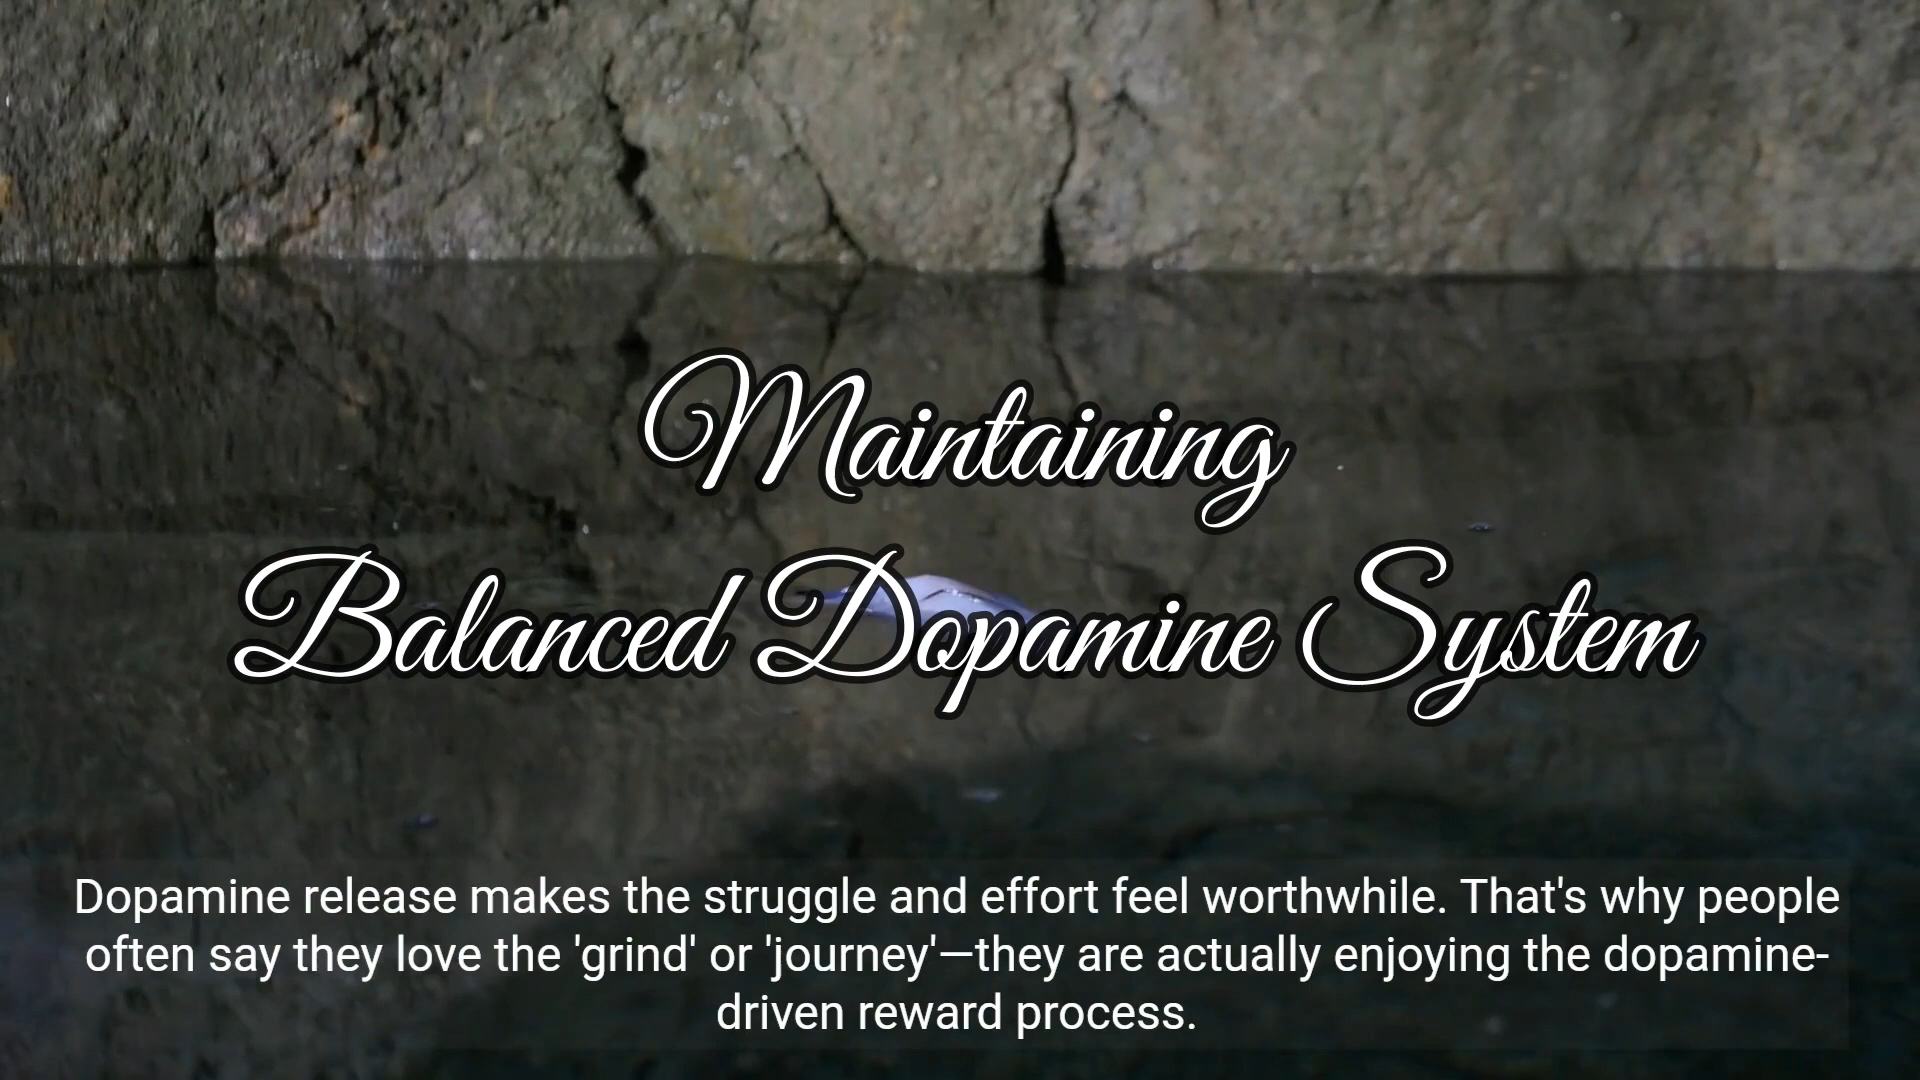 Maintaining
Balanced Dopamine System
Dopamine release makes the struggle and effort feel worthwhile. That's why people
often say they love the 'grind' or 'journey'—they are actually enjoying the dopamine-
driven reward process.